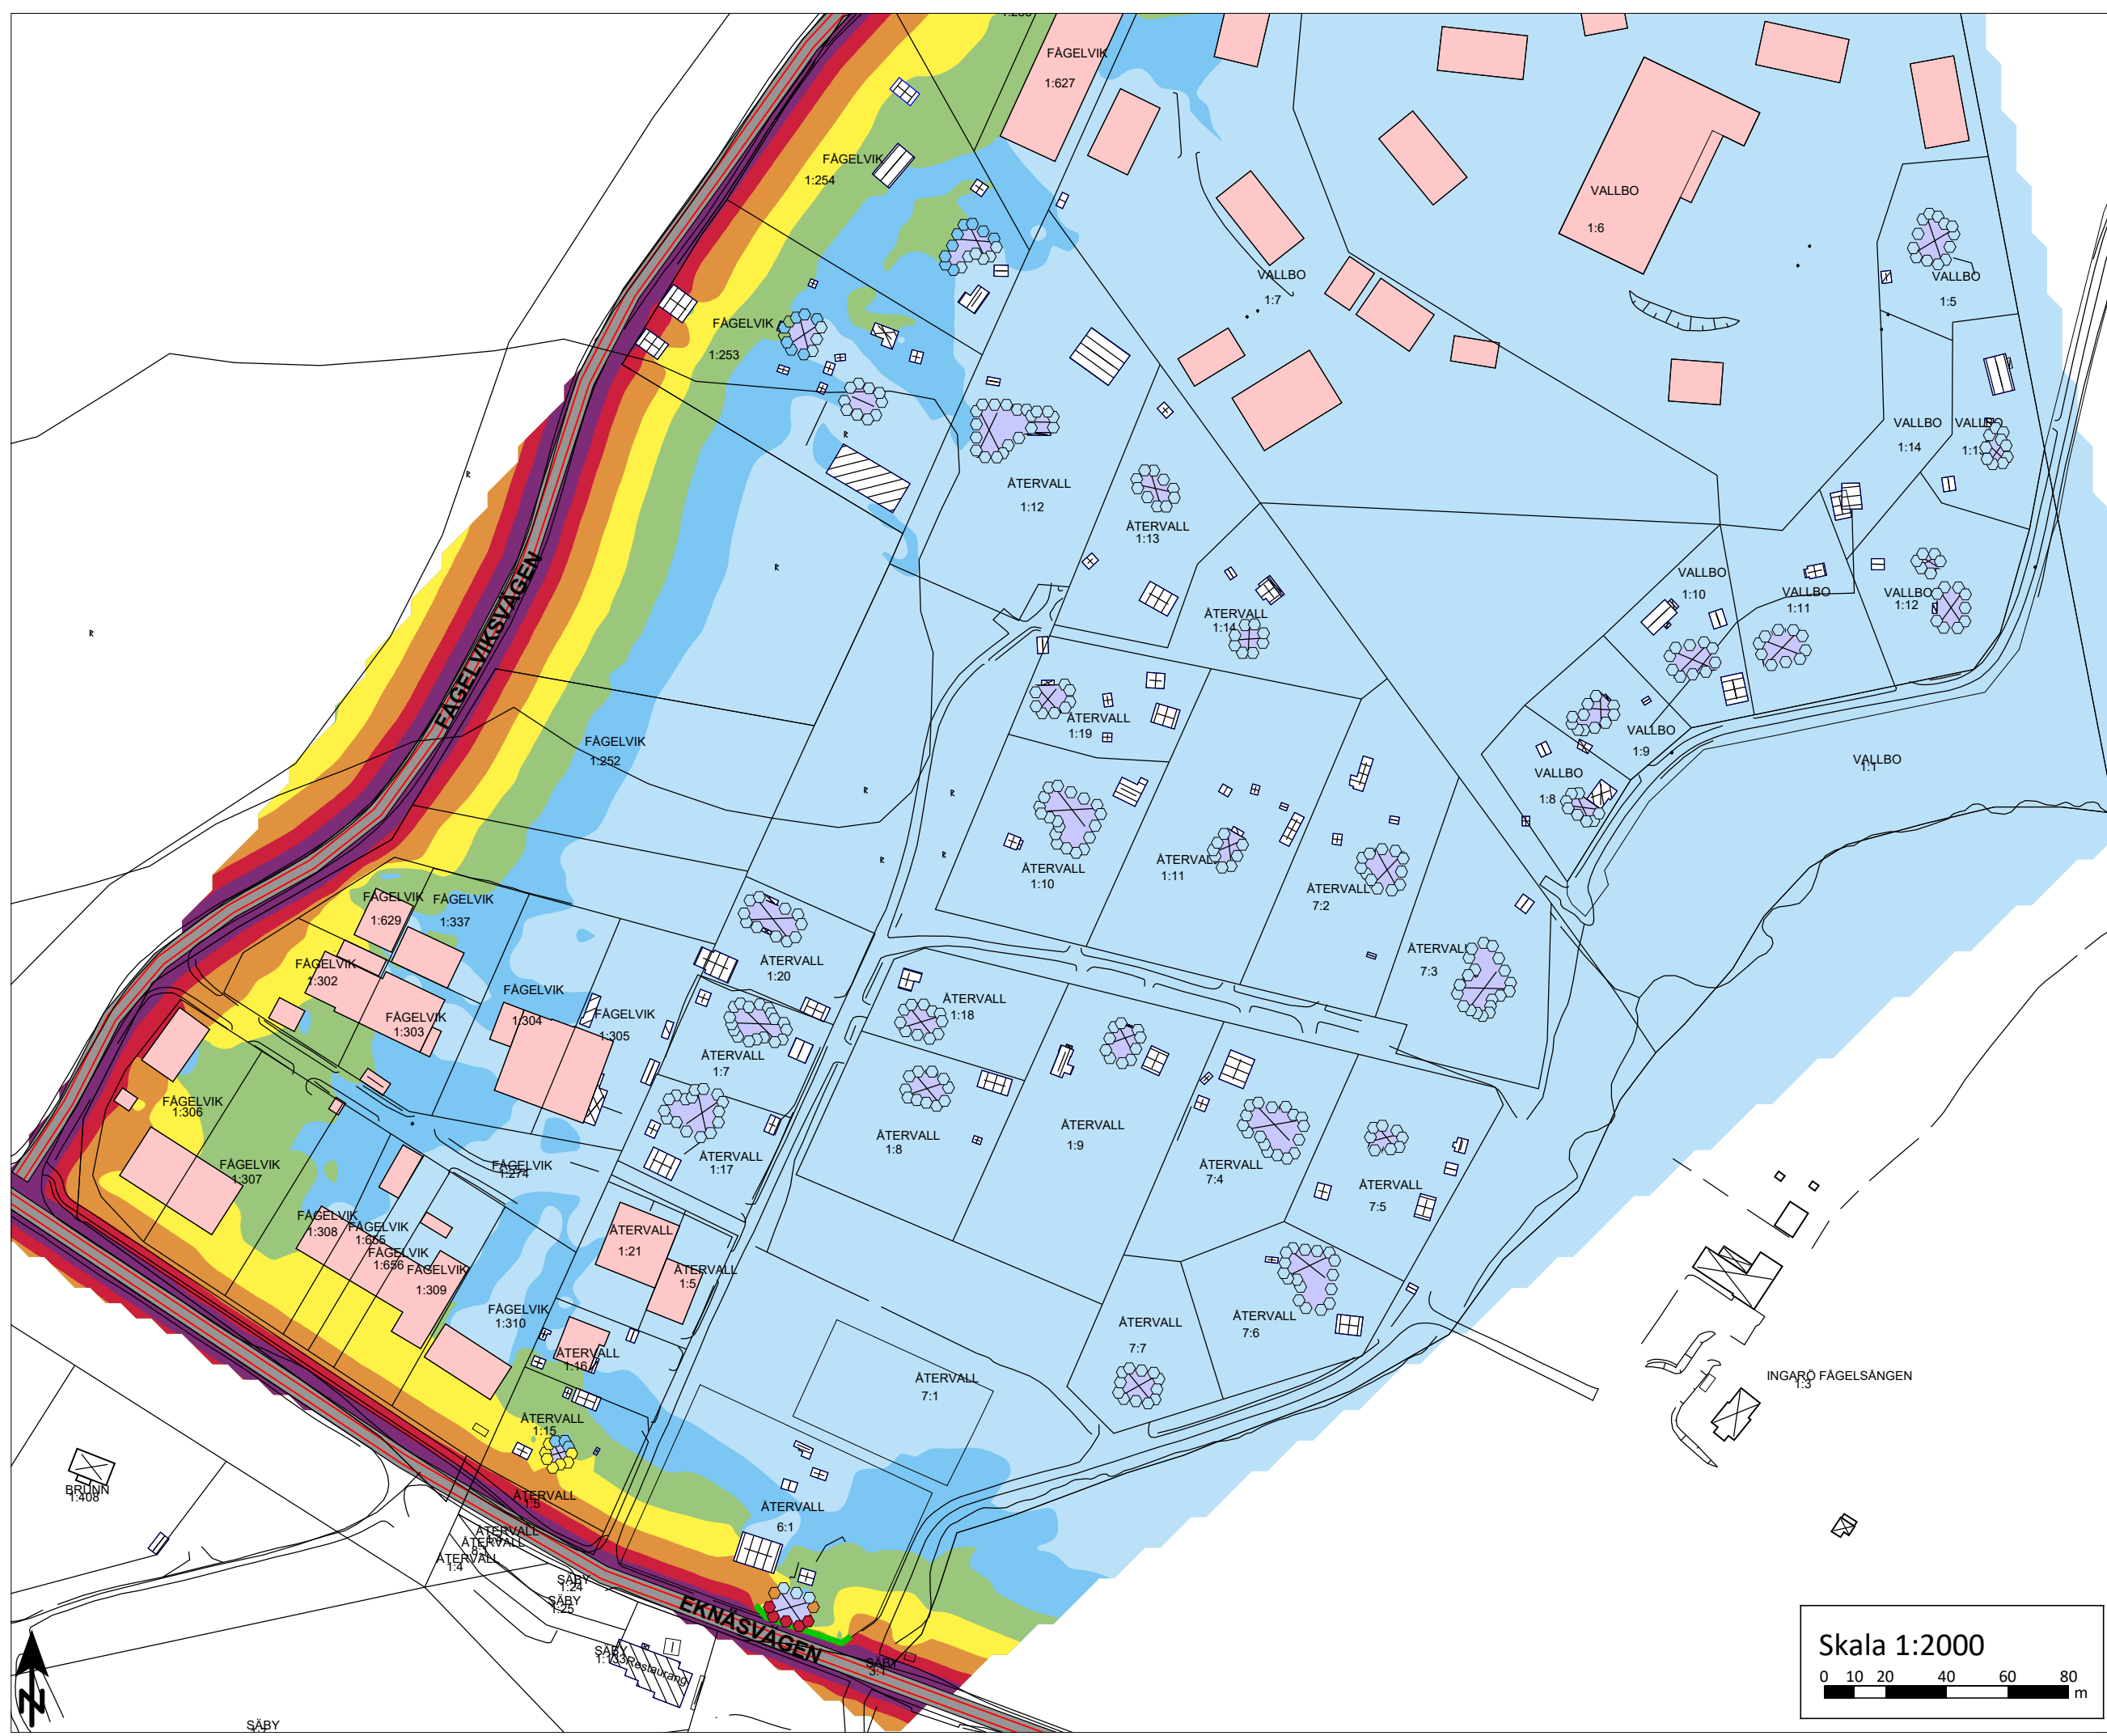 FÅGELVIK
1:627
FÅGELVIK
1:254
VALLBO
1:6
VALLBO
1:7
VALLBO
1:5
FÅGELVIK
1:253
VALLBO
1:14
ÅTERVALL
1:12
ÅTERVALL
1:13
VALLBO
1:10
VALLBO
1:11
VALLBO
1:12
ÅTERVALL
1:14
FÅGELVIKSVÄGEN
ÅTERVALL
1:19
VALLBO
1:9
FÅGELVIK
1:252
VALLBO
1:8
VALLBO
1:1
ÅTERVALL
1:10
ÅTERVALL
1:11
ÅTERVALL
7:2
FÅGELVIK
1:629
FÅGELVIK
1:337
ÅTERVALL
7:3
FÅGELVIK
1:302
ÅTERVALL
1:20
FÅGELVIK
1:304
ÅTERVALL
1:18
FÅGELVIK
1:303
FÅGELVIK
1:305
ÅTERVALL
1:7
FÅGELVIK
1:306
ÅTERVALL
1:8
ÅTERVALL
1:9
FÅGELVIK
1:307
FÅGELVIK
1:274
ÅTERVALL
1:17
ÅTERVALL
7:4
ÅTERVALL
7:5
FÅGELVIK
1:308
FÅGELVIK
1:655
FÅGELVIK
1:656
FÅGELVIK
1:309
ÅTERVALL
1:21
ÅTERVALL
1:5
FÅGELVIK
1:310
ÅTERVALL
7:7
ÅTERVALL
7:6
ÅTERVALL
1:16
ÅTERVALL
7:1
INGARÖ FÅGELSÅNGEN
1:3
ÅTERVALL
1:15
BRUNN
1:408
ÅTERVALL
1:5
ÅTERVALL
6:1
ÅTERVALL
ÅTERVALL
8:1
ÅTERVALL
1:4
SÄBY
1:24
SÄBY
1:25
EKNÄSVÄGEN
SÄBY
1:133
Restaurang
SÄBY
3:1
SÄBY
N
Skala 1:2000
0 10 20 40 60 80
m